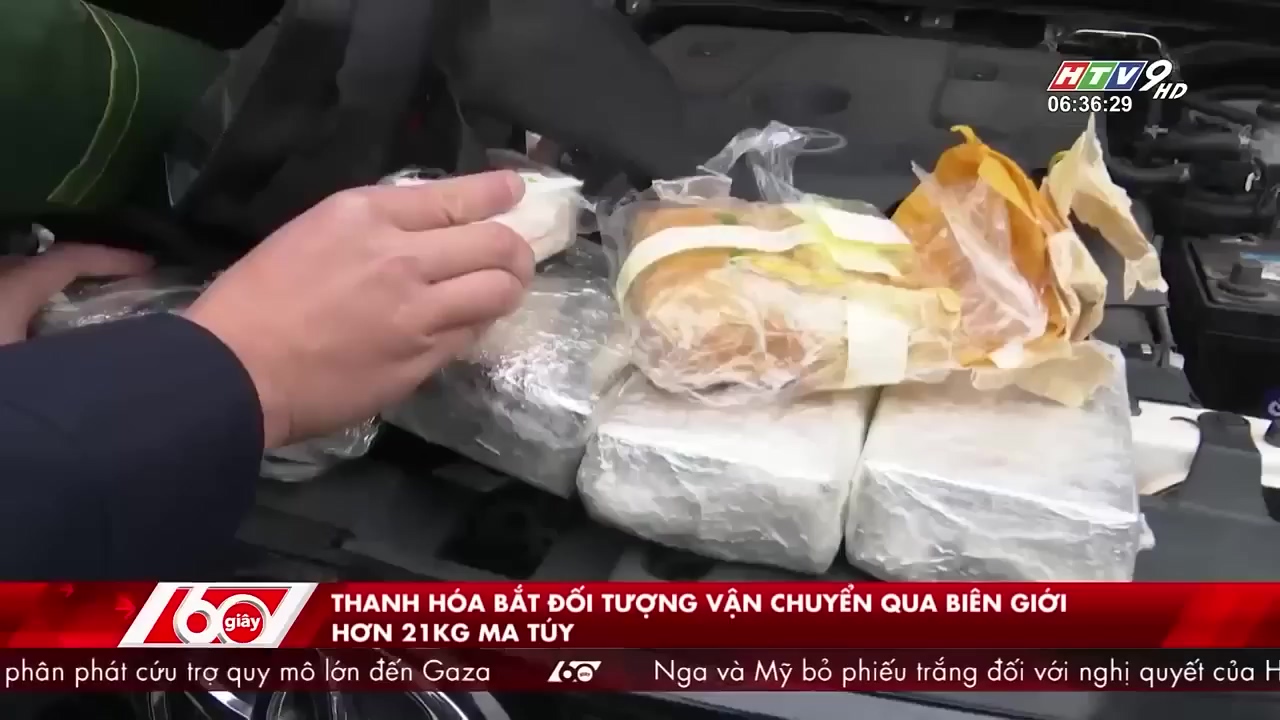 HTV9 HD
06:36:29
60 giây
THANH HÓA BẮT ĐỐI TƯỢNG VẬN CHUYỂN QUA BIÊN GIỚI
HƠN 21KG MA TÚY
phân phát cứu trợ quy mô lớn đến Gaza 60 giây Nga và Mỹ bỏ phiếu trắng đối với nghị quyết của H